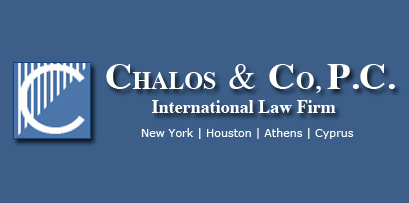 CHALOS & CO, P.C.
International Law Firm
New York | Houston | Athens | Cyprus